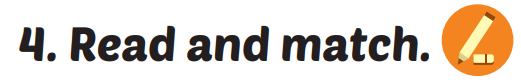 4. Read and match.